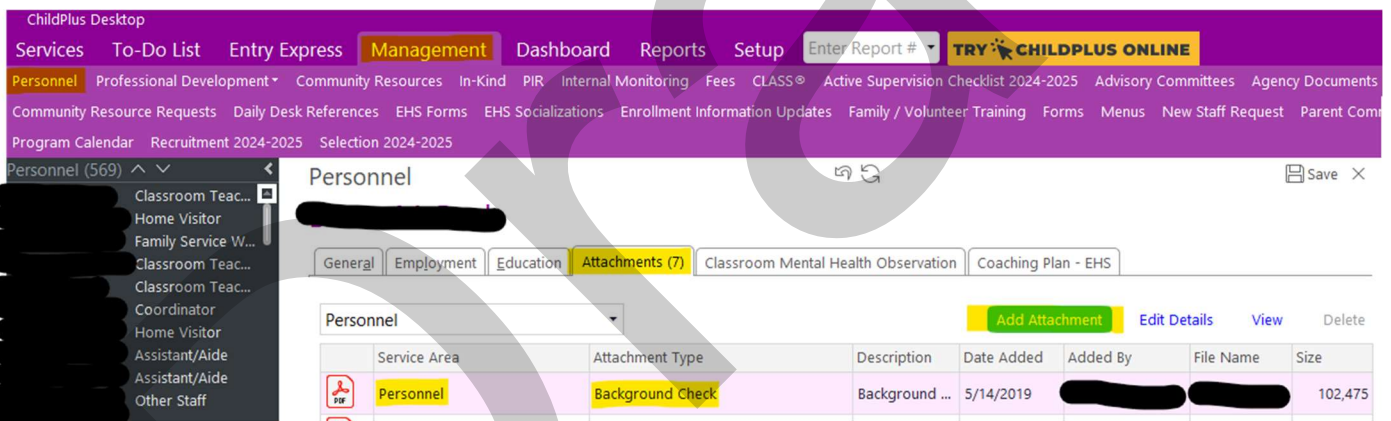 ChildPlus Desktop
Services To-Do List Entry Express Management Dashboard Reports Setup Enter Report # TRY CHILDPLUS ONLINE
Personnel Professional Development Community Resources In-Kind PIR Internal Monitoring Fees CLASS® Active Supervision Checklist 2024-2025 Advisory Committees Agency Documents
Community Resource Requests Daily Desk References EHS Forms EHS Socializations Enrollment Information Updates Family / Volunteer Training Forms Menus New Staff Request Parent Com
Program Calendar Recruitment 2024-2025 Selection 2024-2025
Personnel (569)
Personnel
Save
Classroom Teac...
Home Visitor
Family Service W...
Classroom Teac...
Classroom Teac...
Coordinator
Home Visitor
Assistant/Aide
Assistant/Aide
Other Staff
General Employment Education Attachments (7) Classroom Mental Health Observation Coaching Plan - EHS
Personnel Add Attachment Edit Details View Delete
Service Area Attachment Type Description Date Added Added By File Name Size
PDF Personnel Background Check Background ... 5/14/2019 102,475